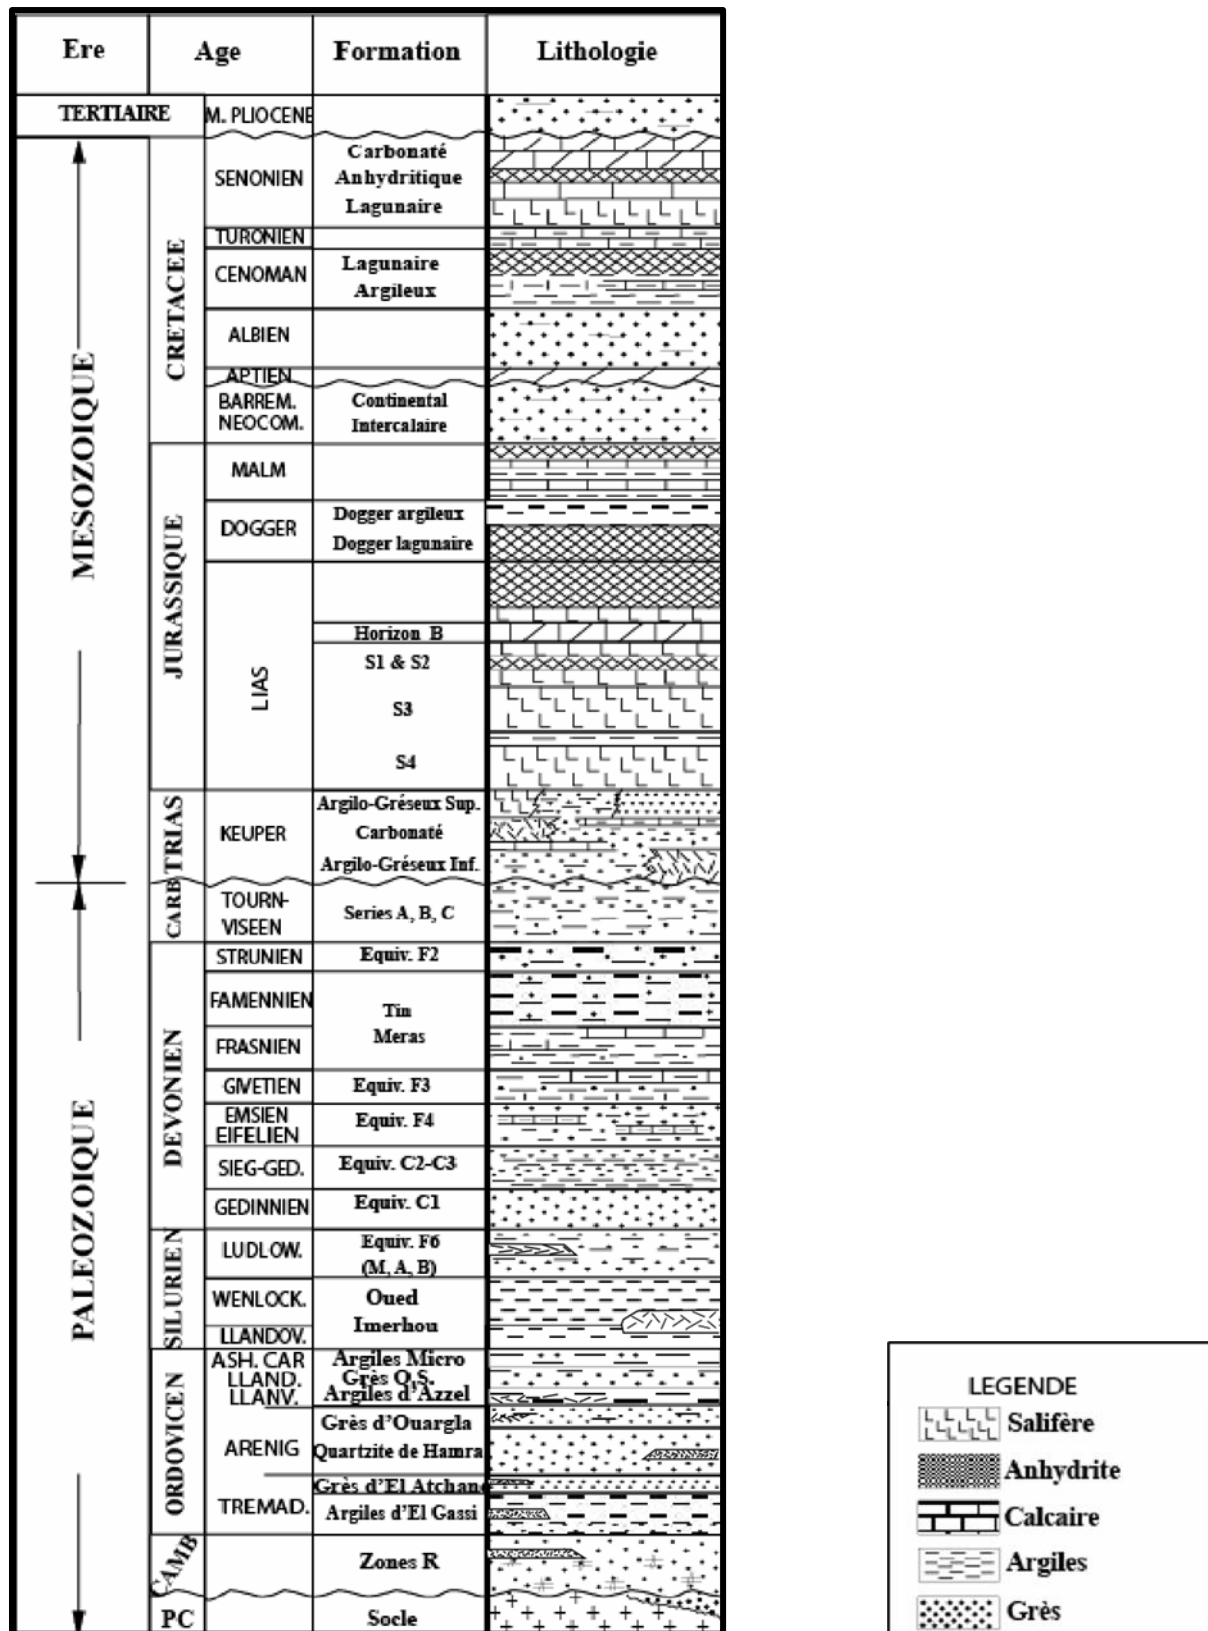 Ere Age Formation Lithologie
TERTIAIRE M. PLIOCENE
MESOZOIQUE
CRETACEE
SENONIEN
Carbonaté
Anhydritique
Lagunaire
TURONIEN
CENOMAN
Lagunaire
Argileux
ALBIEN
APTIEN
BARREM.
NEOCOM.
Continental
Intercalaire
JURASSIQUE
MALM
DOGGER
Dogger argileux
Dogger lagunaire
LIAS
Horizon B
S1 & S2
S3
S4
TRIAS
KEUPER
Argilo-Gréseux Sup.
Carbonaté
Argilo-Gréseux Inf.
PALEOZOIQUE
CARB
TOURN-
VISEEN
Series A, B, C
DEVONIEN
STRUNIEN
Equiv. F2
FAMENNIEN
Tin
Meras
FRASNIEN
GIVETIEN
Equiv. F3
EMSIEN
EIFELIEN
Equiv. F4
SIEG-GED.
Equiv. C2-C3
GEDINNIEN
Equiv. C1
SILURIEN
LUDLOW.
Equiv. F6
(M, A, B)
WENLOCK.
Oued
Imerhou
LLANDOV.
ORDOVICEN
ASH. CAR
LLAND.
LLANV.
Argiles Micro
Grès O.S.
Argiles d'Azzel
ARENIG
Grès d'Ouargla
Quartzite de Hamra
TREMAD.
Grès d'El Atchane
Argiles d'El Gassi
CAMB
Zones R
PC
Socle
LEGENDE
Salifère
Anhydrite
Calcaire
Argiles
Grès